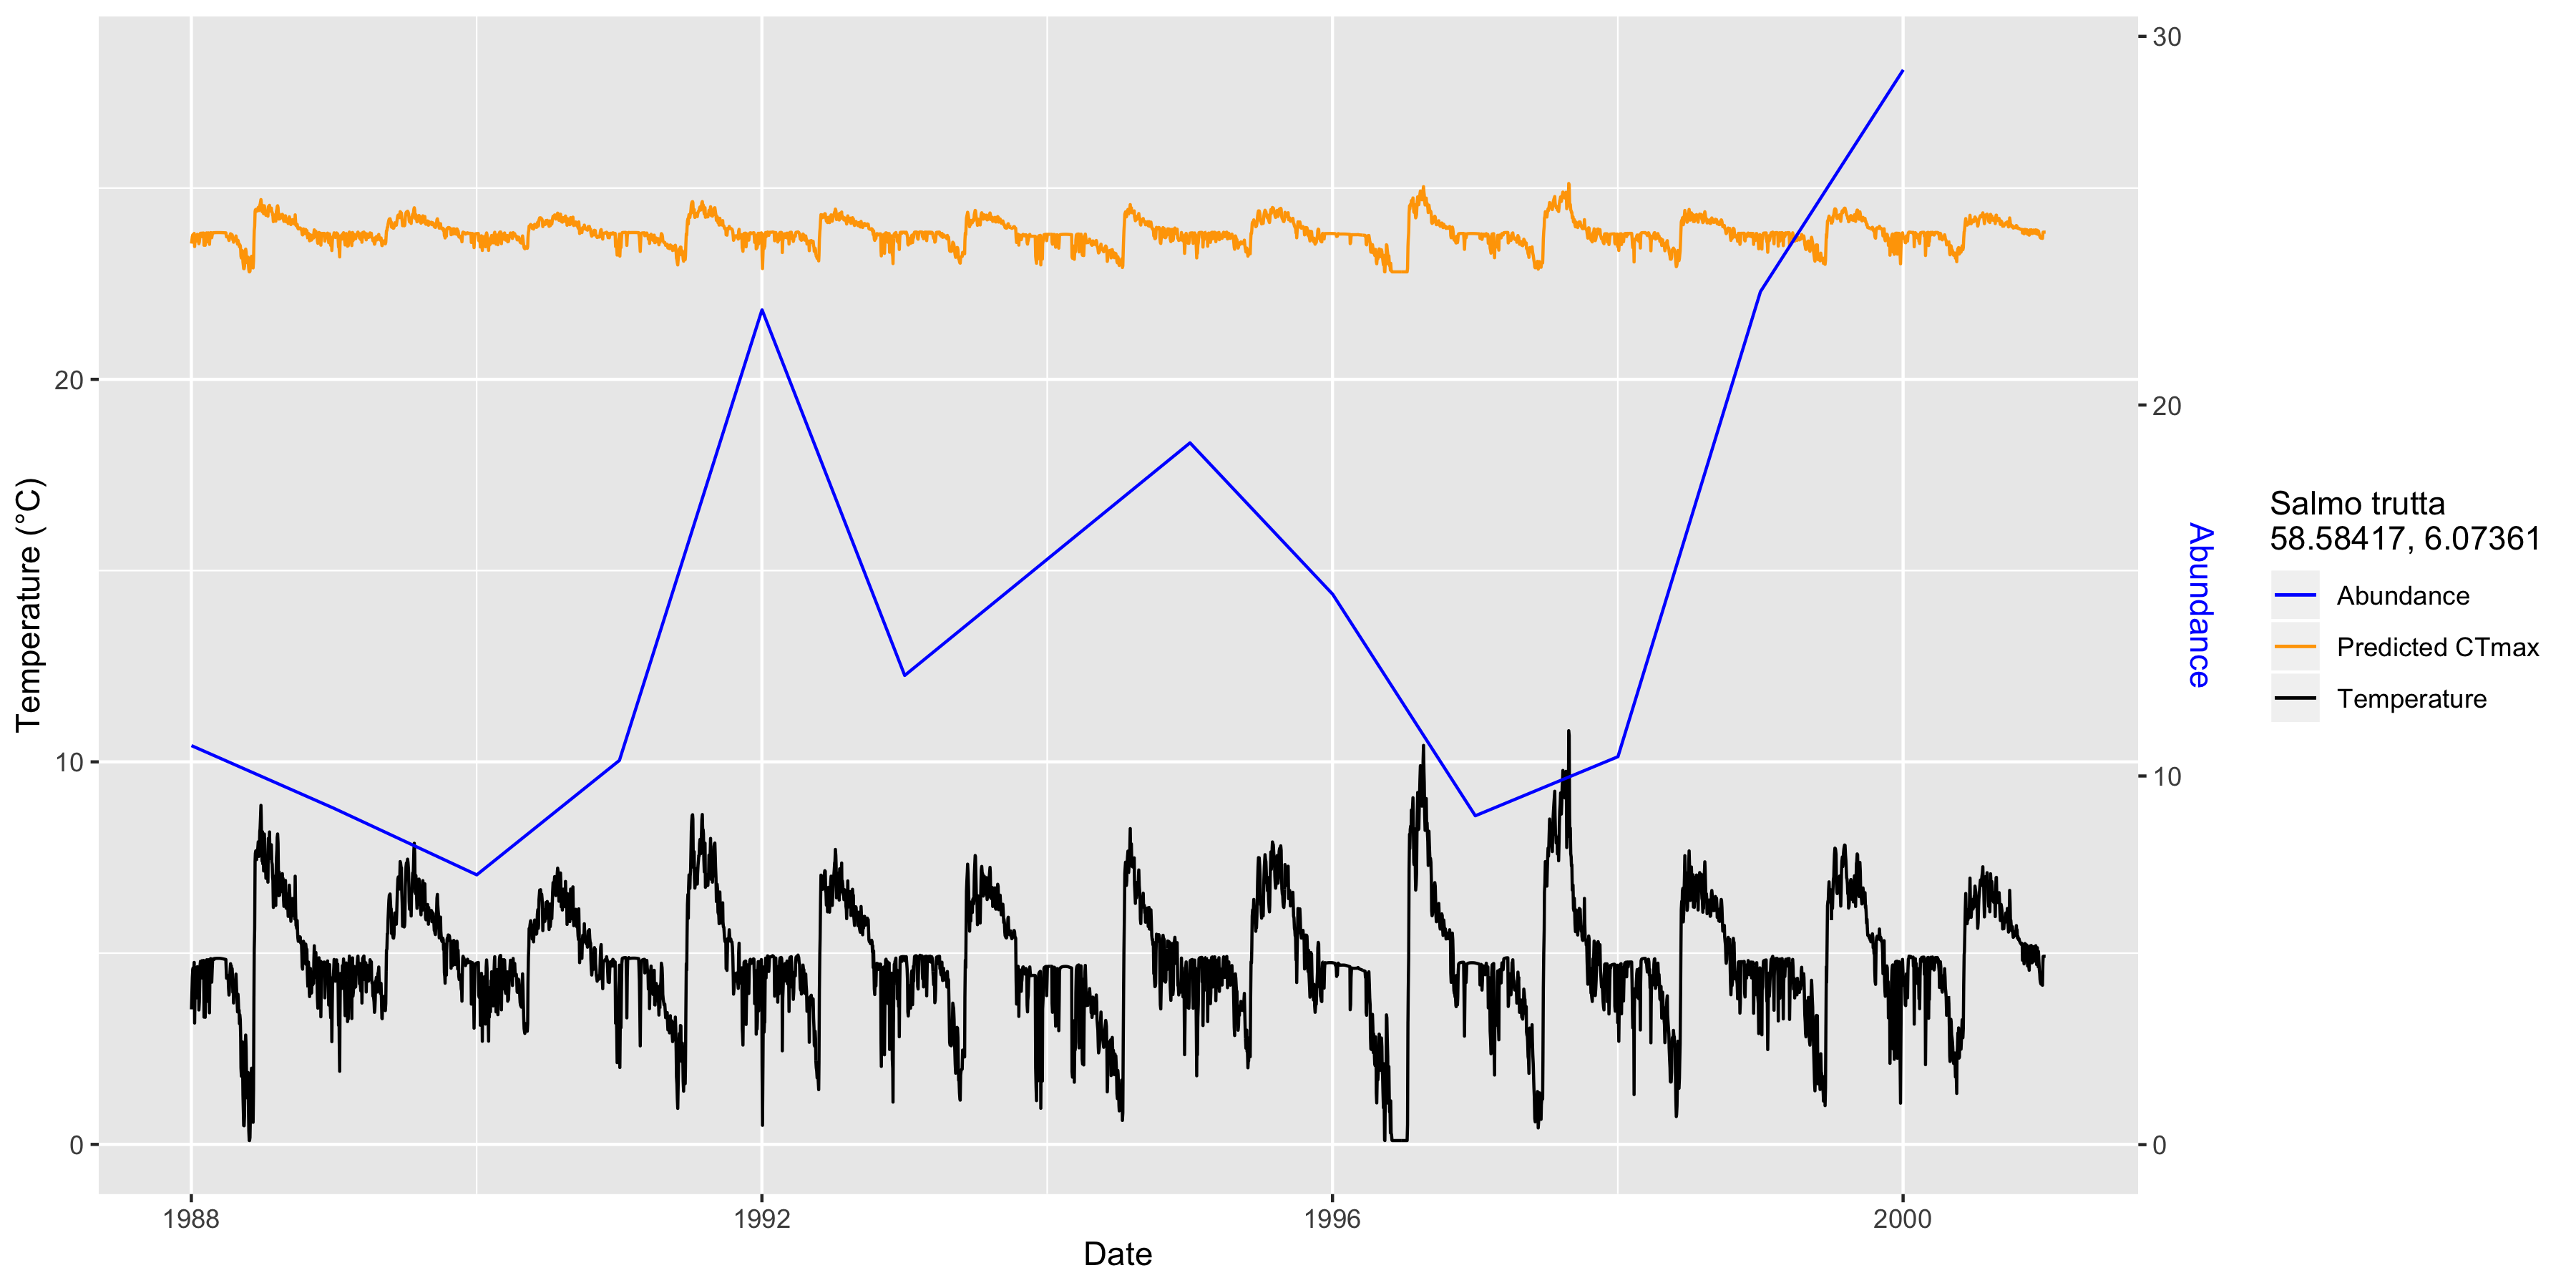 Temperature (°C)
20
10
0
1988
1992
1996
2000
Date
30
20
10
0
Abundance
Salmo trutta
58.58417, 6.07361
Abundance
Predicted CTmax
Temperature